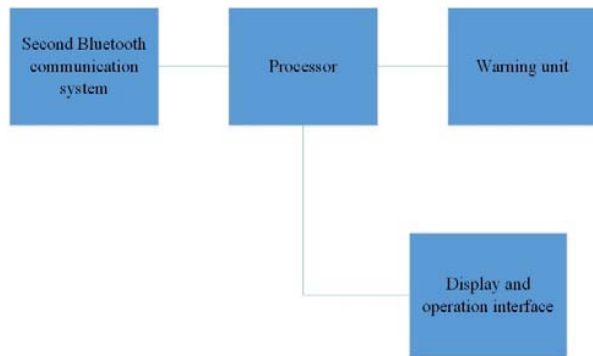 Second Bluetooth
communication
system
Processor
Warning unit
Display and
operation interface